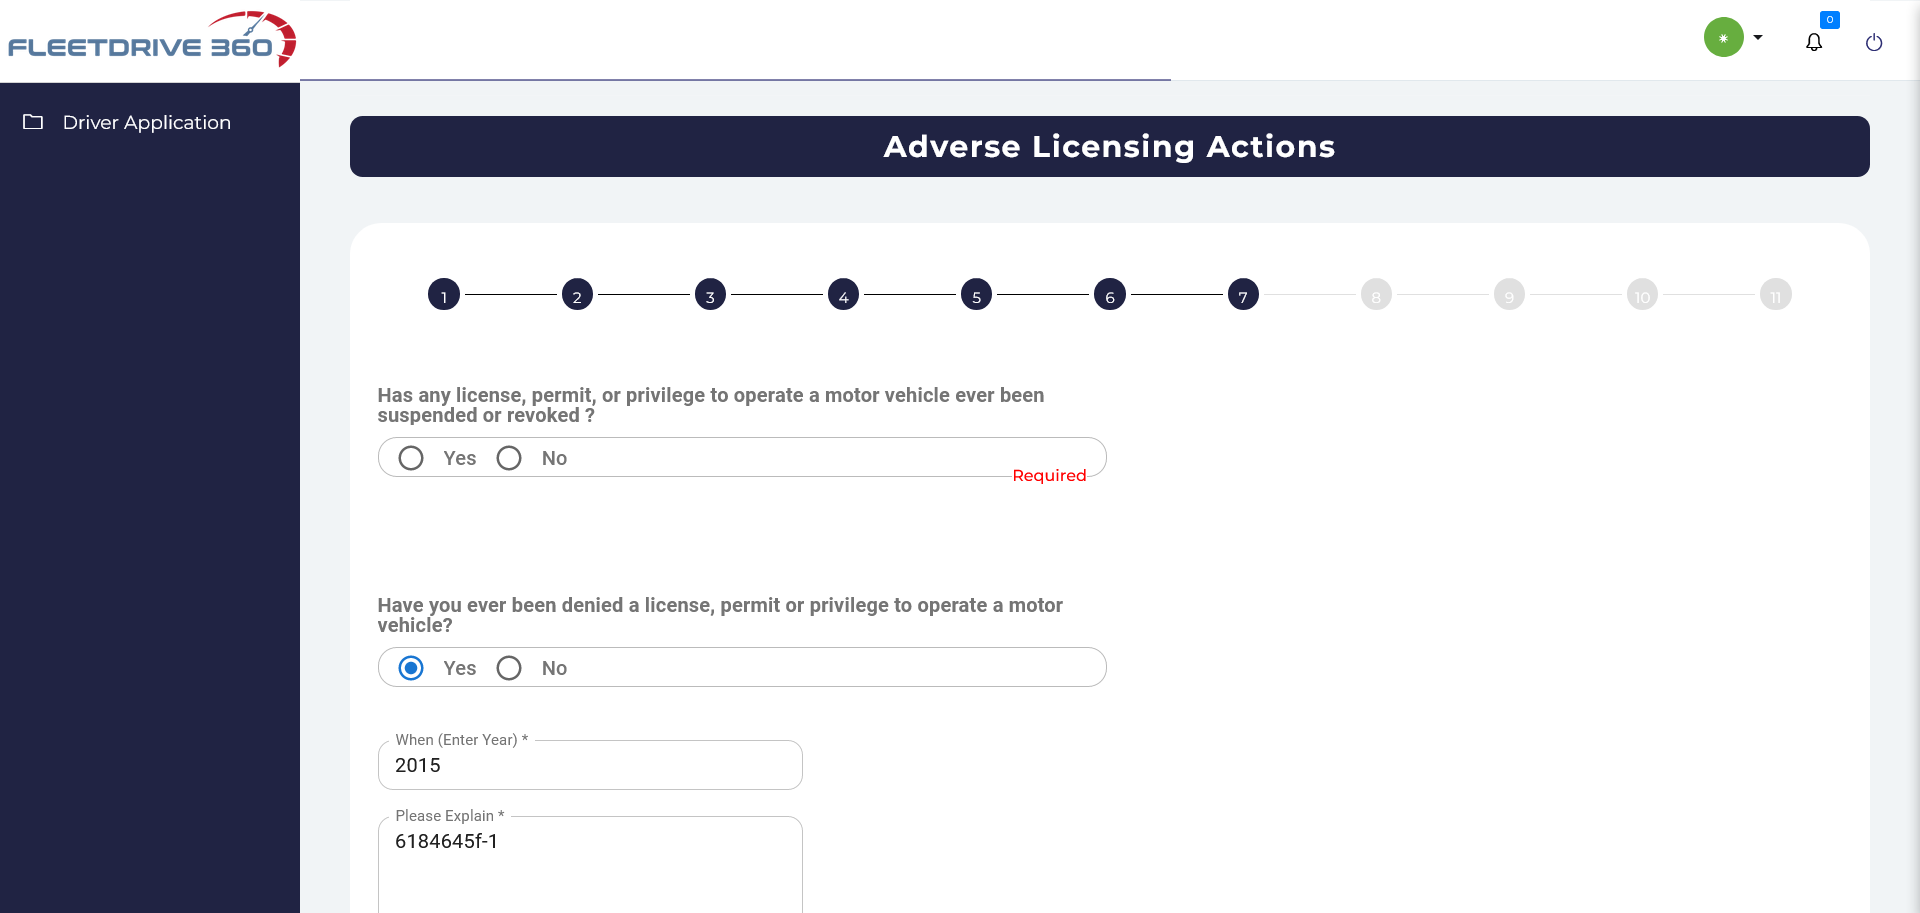 FLEETDRIVE 360
0
Driver Application
Adverse Licensing Actions
1 2 3 4 5 6 7 8 9 10 11
Has any license, permit, or privilege to operate a motor vehicle ever been
suspended or revoked ?
Yes No
Required
Have you ever been denied a license, permit or privilege to operate a motor
vehicle?
Yes No
When (Enter Year) *
2015
Please Explain *
6184645f-1